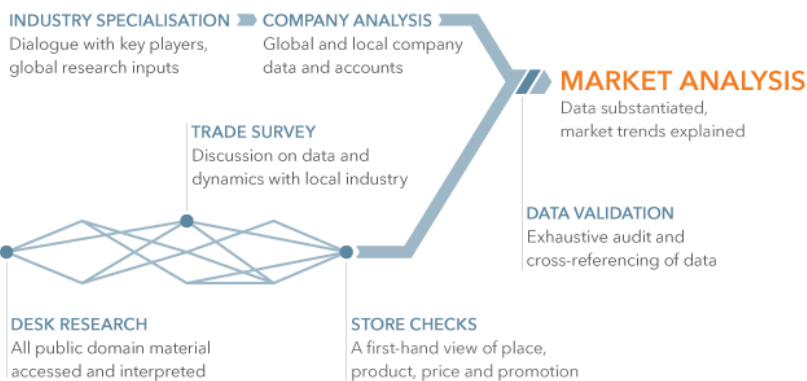 INDUSTRY SPECIALISATION
Dialogue with key players,
global research inputs
COMPANY ANALYSIS
Global and local company
data and accounts
MARKET ANALYSIS
Data substantiated,
market trends explained
TRADE SURVEY
Discussion on data and
dynamics with local industry
DATA VALIDATION
Exhaustive audit and
cross-referencing of data
DESK RESEARCH
All public domain material
accessed and interpreted
STORE CHECKS
A first-hand view of place,
product, price and promotion